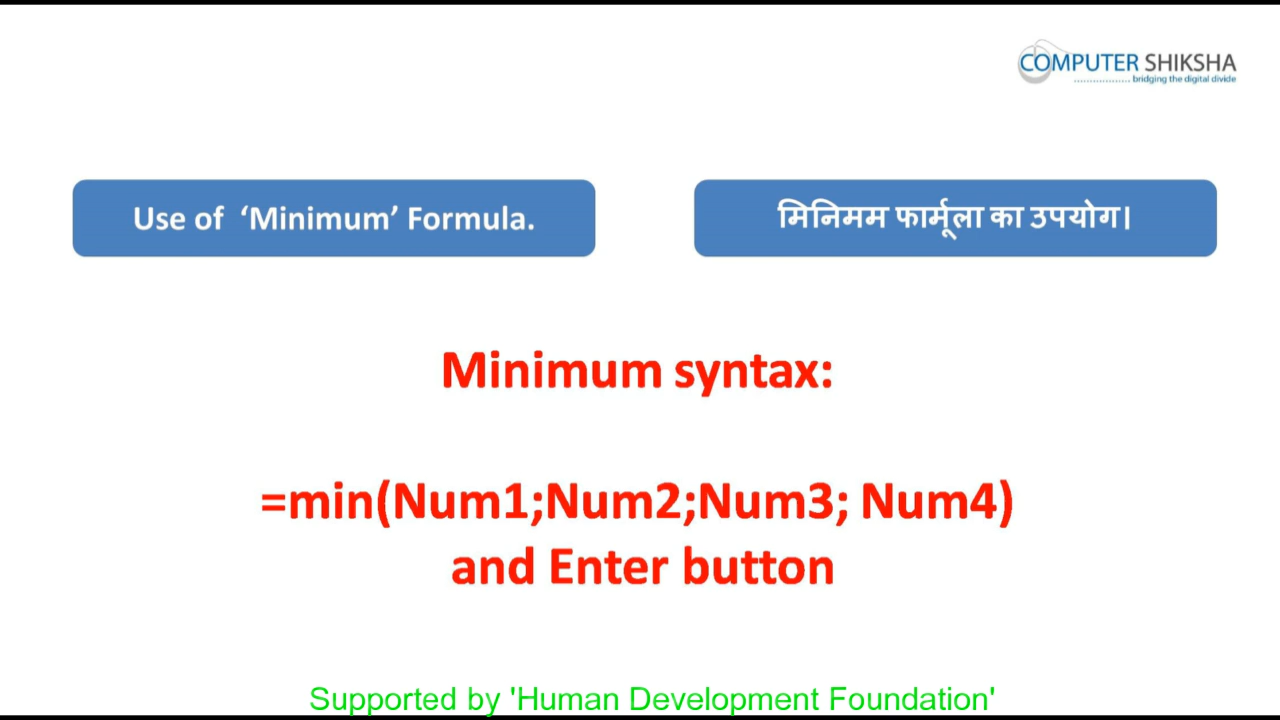 COMPUTER SHIKSHA
.................. bridging the digital divide
Use of ‘Minimum’ Formula.
मिनिमम फार्मूला का उपयोग।
Minimum syntax:
=min(Num1;Num2;Num3; Num4)
and Enter button
Supported by 'Human Development Foundation'